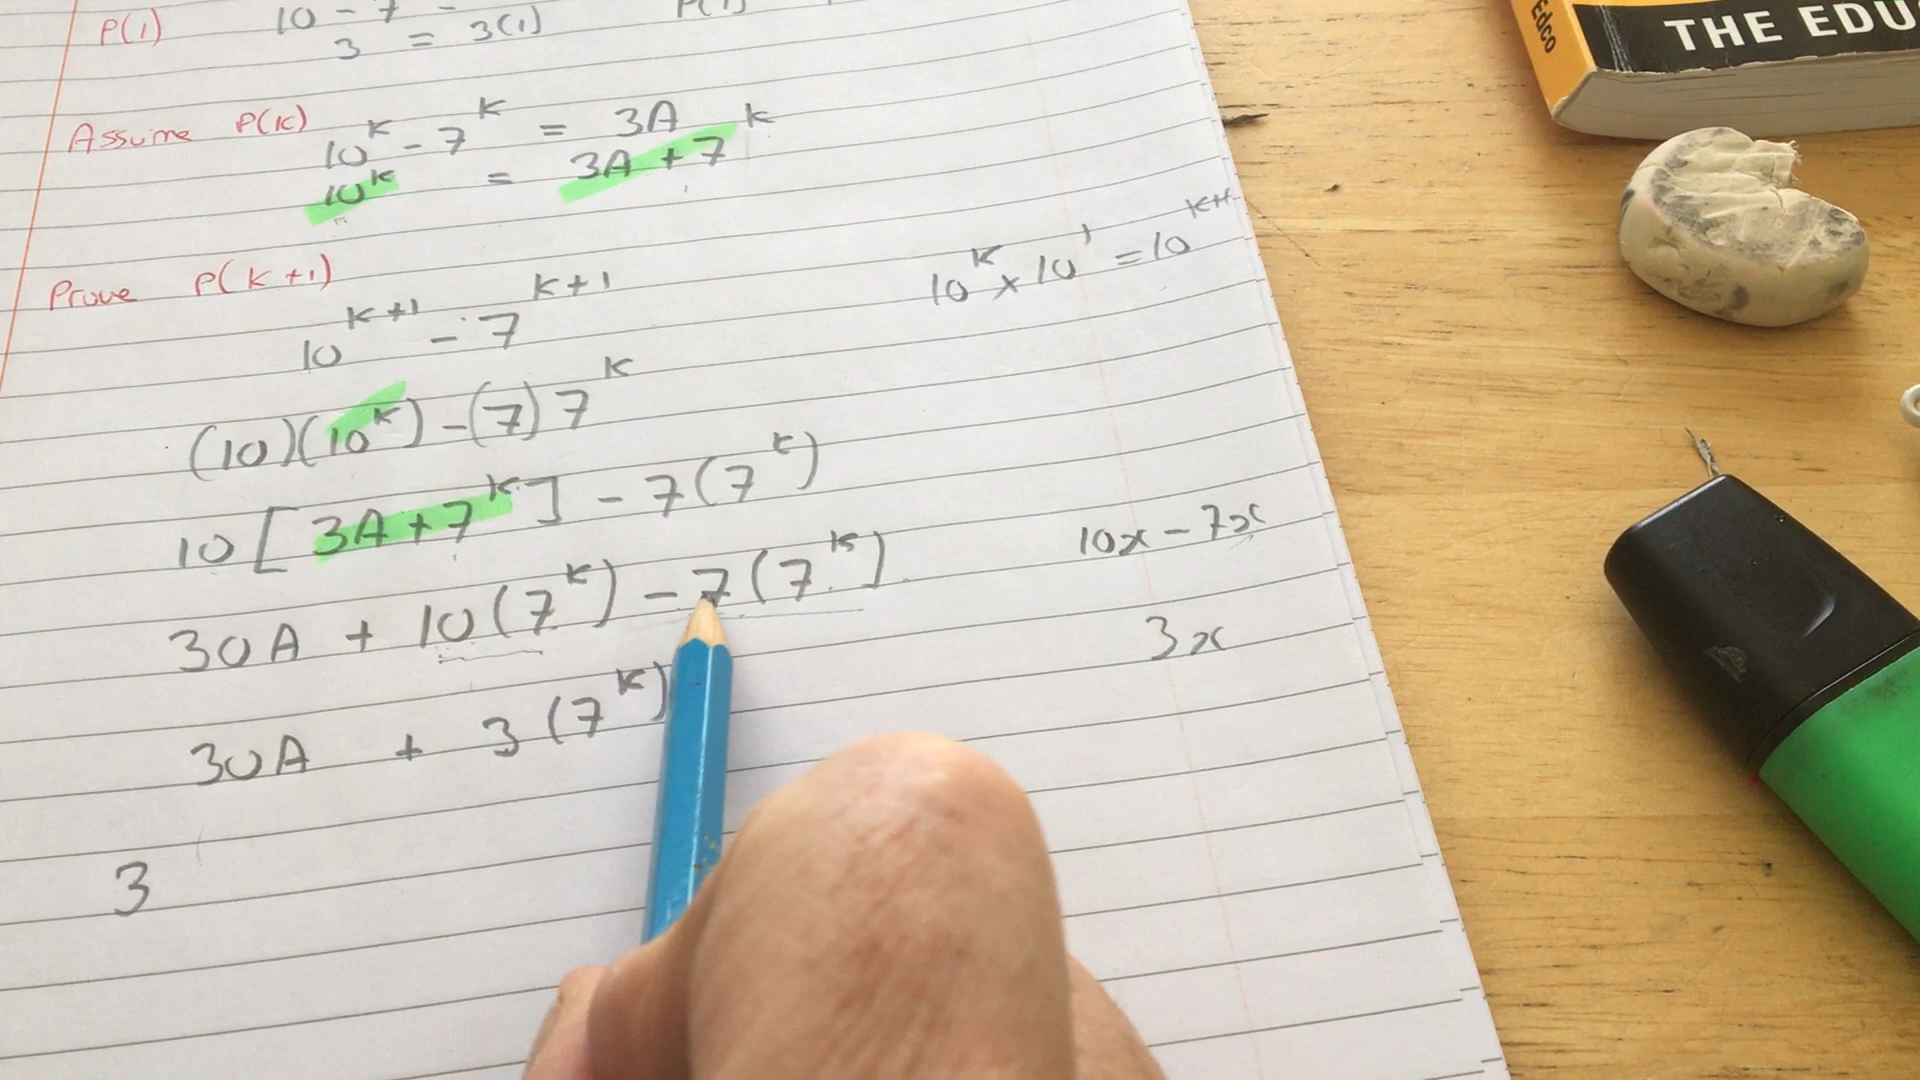 P(1) 10 - 7
3 = 3(1)
Assume P(k)
10^k - 7^k = 3A
10^k = 3A + 7^k
Prove P(k+1)
10^{k+1} - 7^{k+1}
(10)(10^k) - (7)7^k
10[3A + 7^k] - 7(7^k)
30A + 10(7^k) - 7(7^k)
30A + 3(7^k)
3
10^k × 10^1 = 10^{k+1}
10x - 7x
3x
Edco
THE EDU